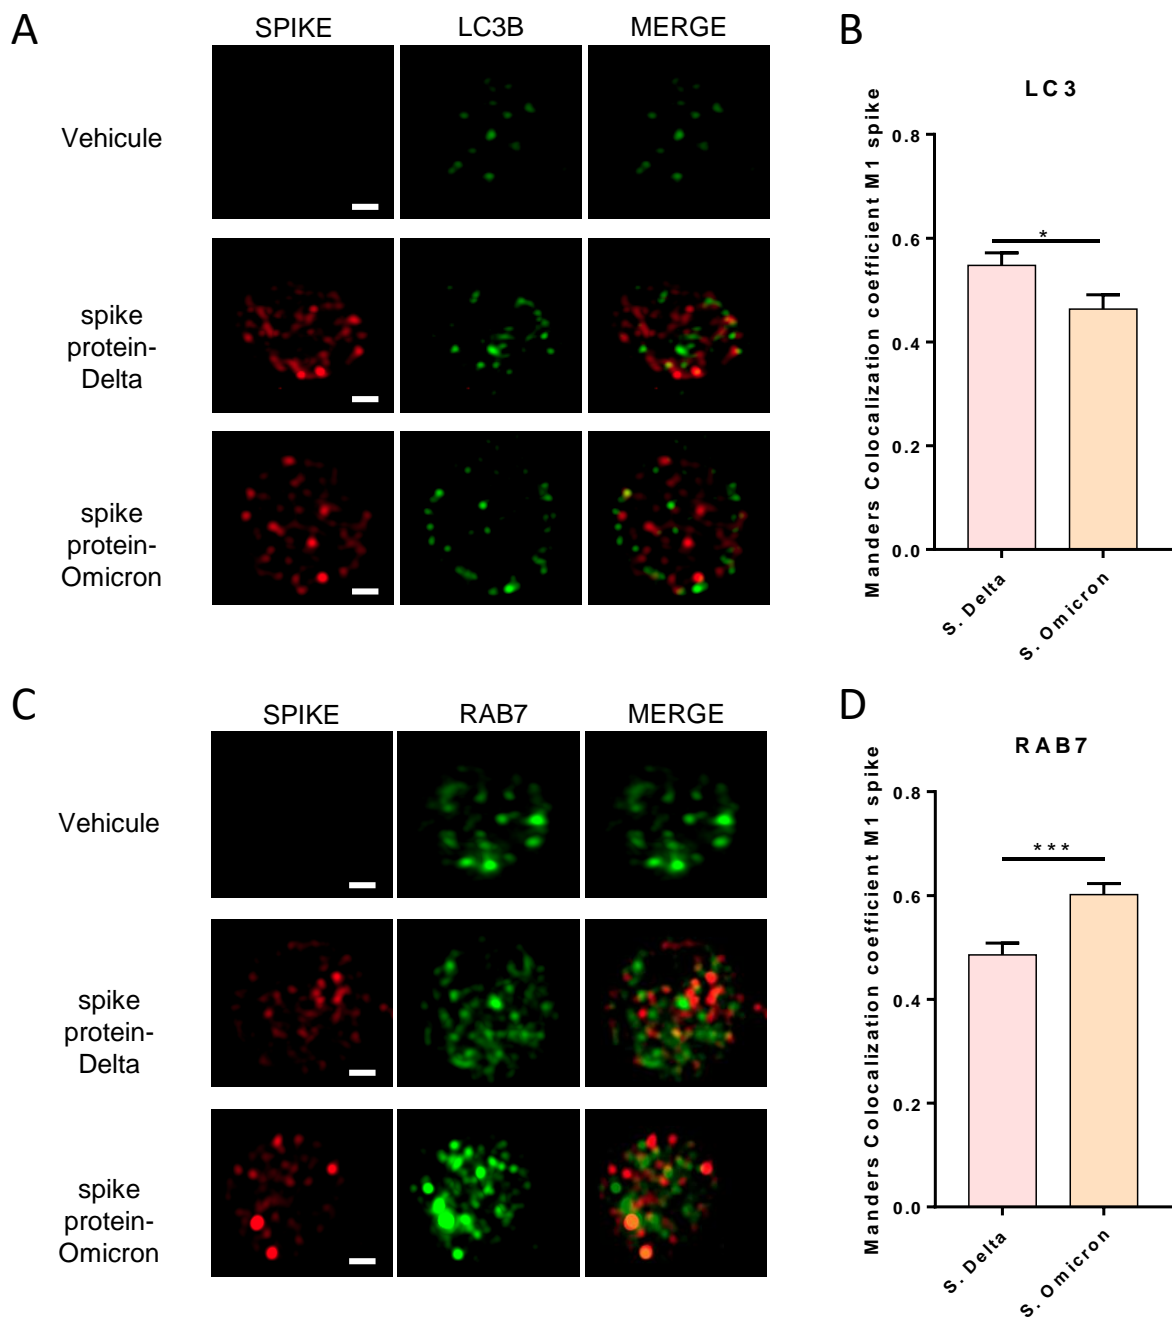 A
SPIKE LC3B MERGE
Vehicule
spike
protein-
Delta
spike
protein-
Omicron
B
LC3
Manders Colocalization coefficient M1 spike
0.8
0.6
0.4
0.2
0.0
*
S. Delta
S. Omicron
C
SPIKE RAB7 MERGE
Vehicule
spike
protein-
Delta
spike
protein-
Omicron
D
RAB7
Manders Colocalization coefficient M1 spike
0.8
0.6
0.4
0.2
0.0
***
S. Delta
S. Omicron